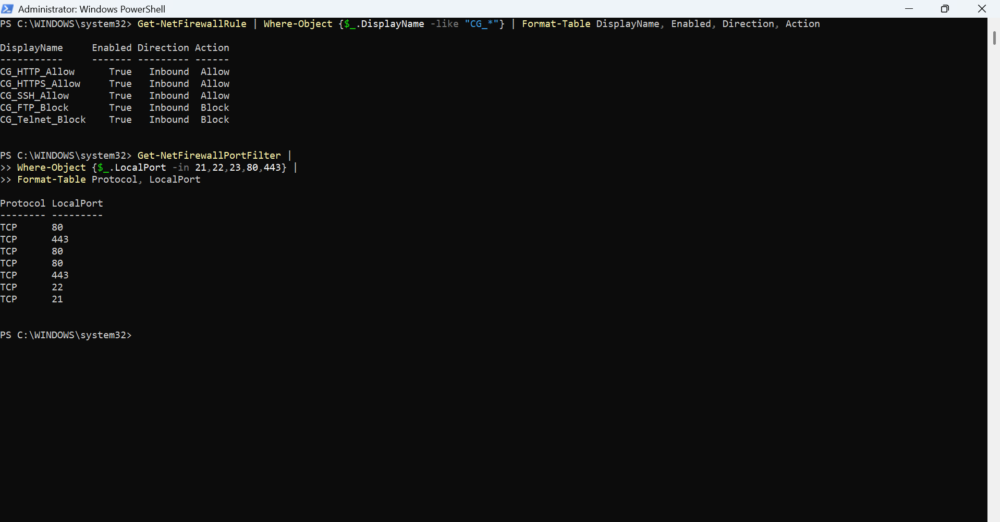 Administrator: Windows PowerShell
PS C:\WINDOWS\system32> Get-NetFirewallRule | Where-Object {$_.DisplayName -like "CG_*"} | Format-Table DisplayName, Enabled, Direction, Action
DisplayName     Enabled Direction Action
-----------     ------- --------- ------
CG_HTTP_Allow      True   Inbound  Allow
CG_HTTPS_Allow     True   Inbound  Allow
CG_SSH_Allow       True   Inbound  Allow
CG_FTP_Block       True   Inbound  Block
CG_Telnet_Block    True   Inbound  Block
PS C:\WINDOWS\system32> Get-NetFirewallPortFilter |
>> Where-Object {$_.LocalPort -in 21,22,23,80,443} |
>> Format-Table Protocol, LocalPort
Protocol LocalPort
-------- ---------
TCP      80
TCP      443
TCP      80
TCP      80
TCP      443
TCP      22
TCP      21
PS C:\WINDOWS\system32>